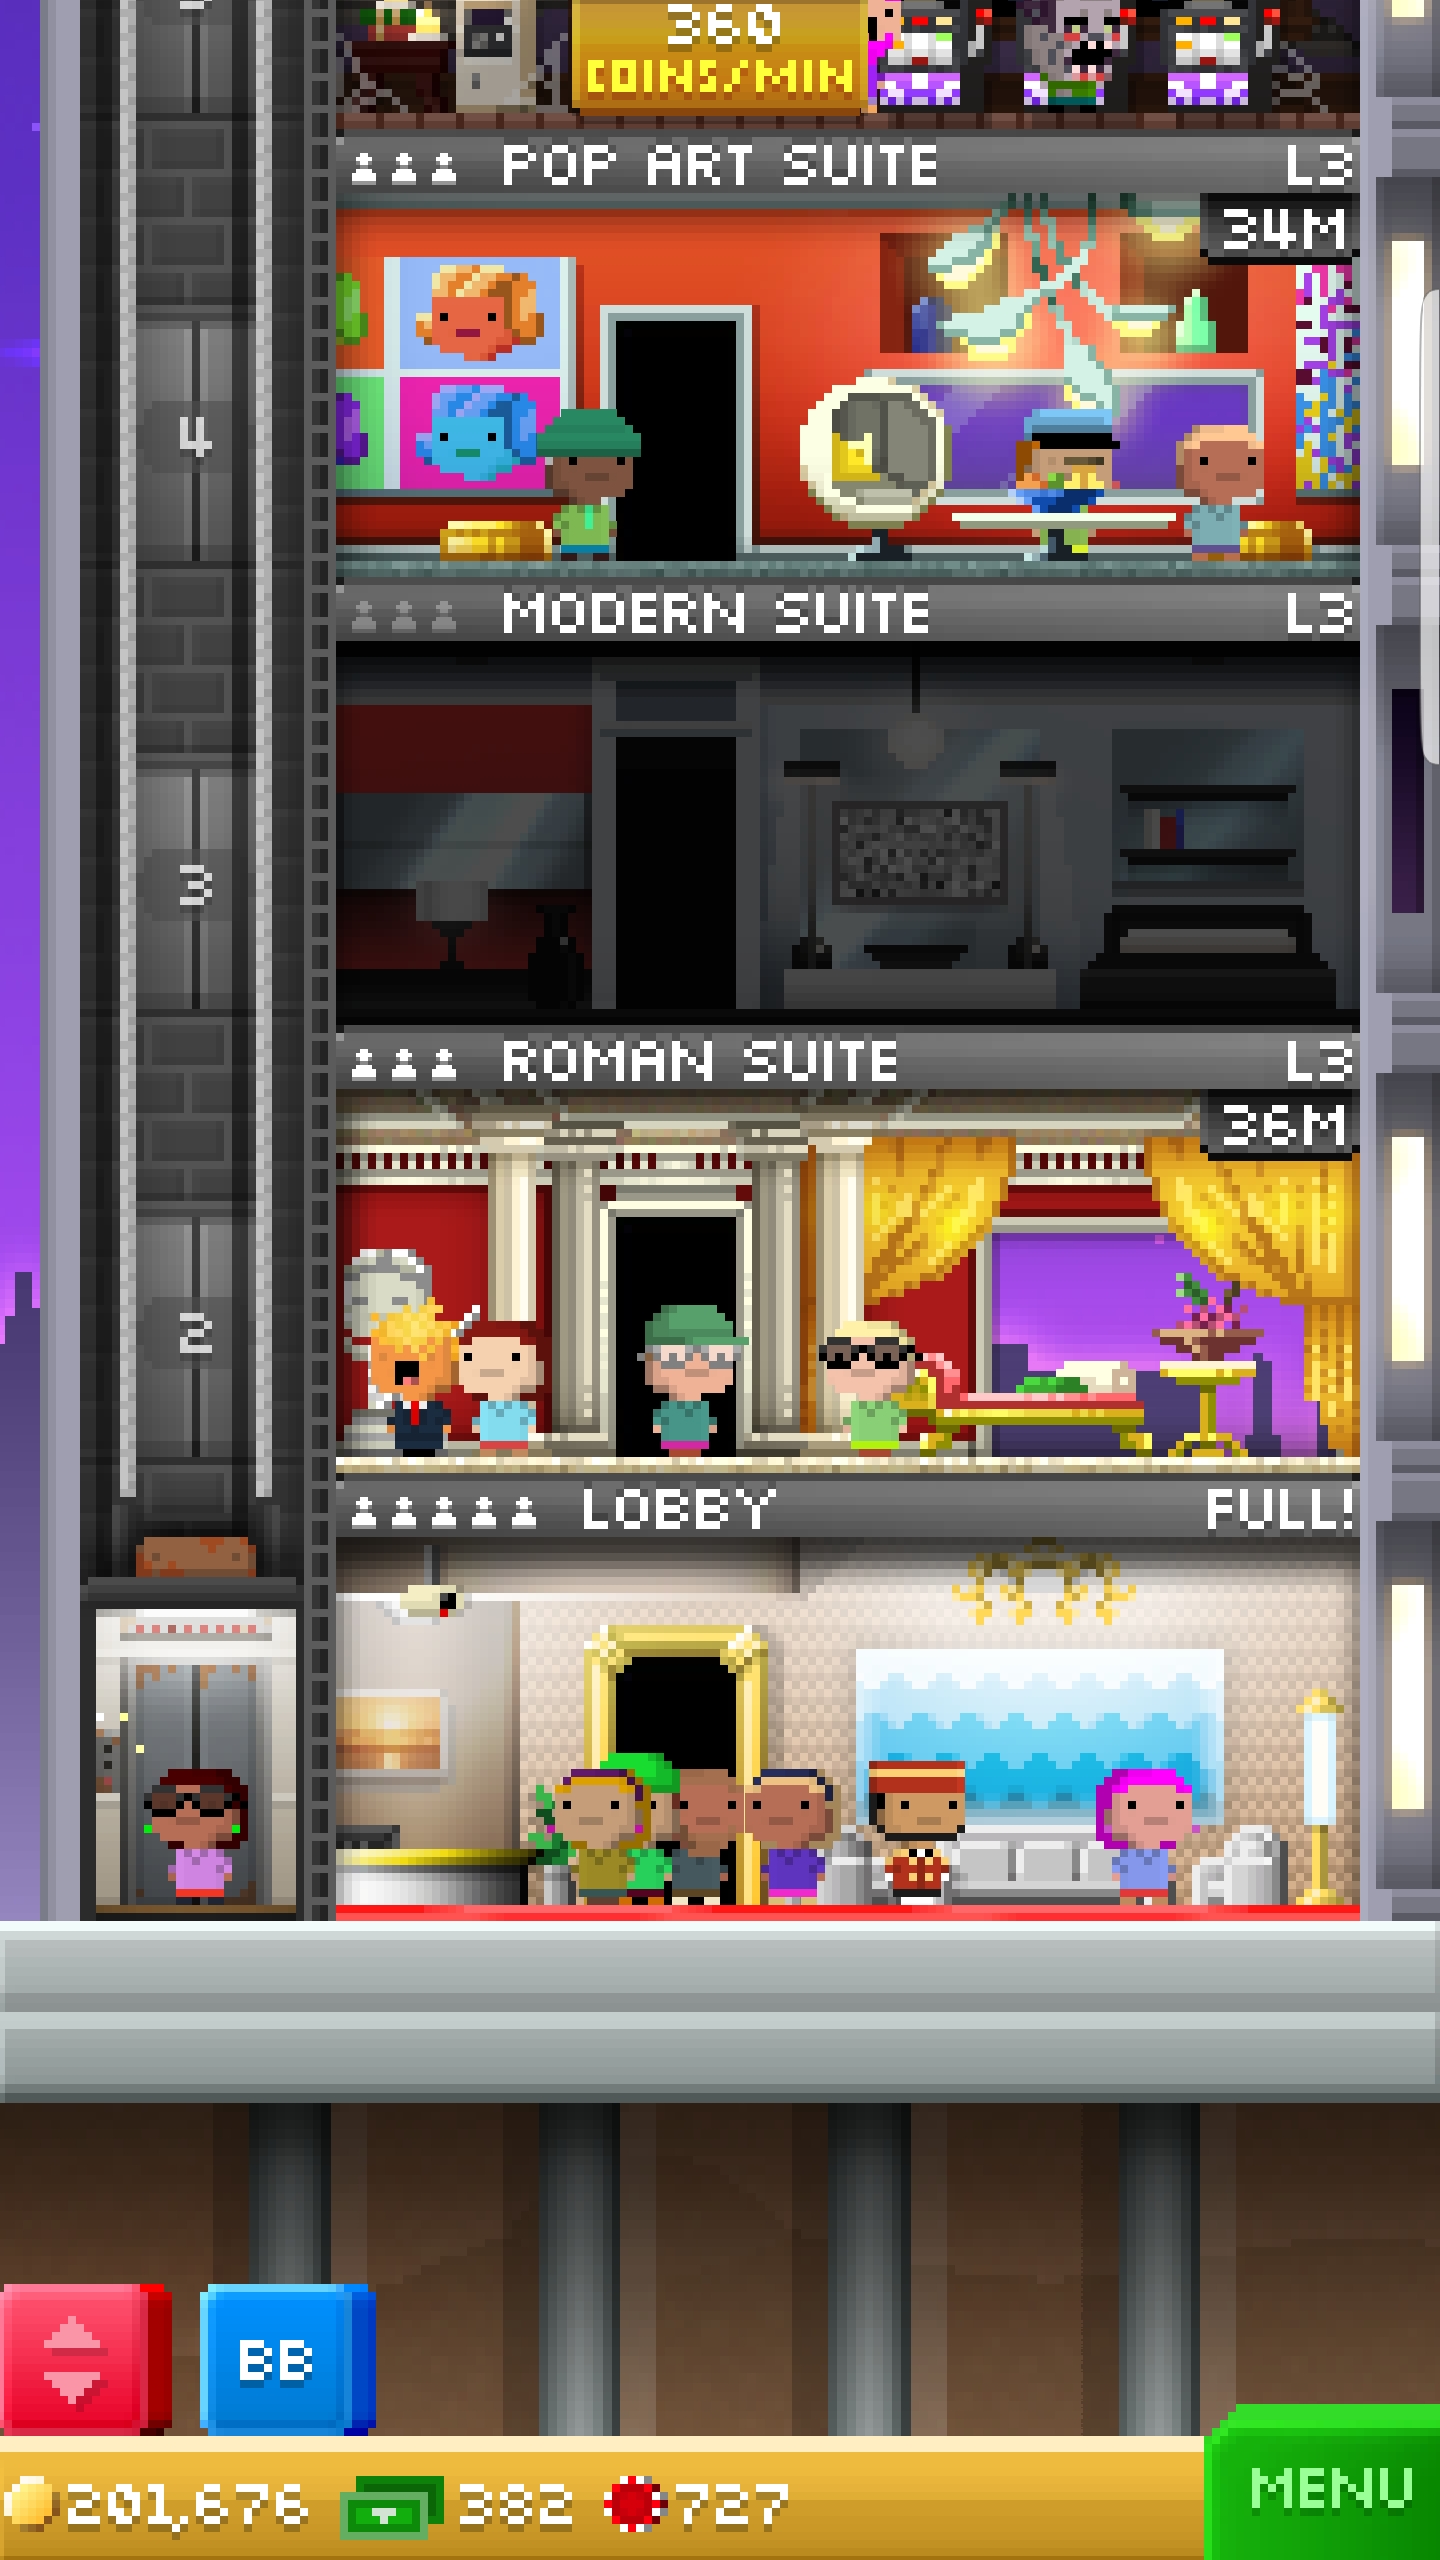 360
COINS/MIN
POP ART SUITE L3
34M
4
MODERN SUITE L3
3
ROMAN SUITE L3
36M
2
LOBBY FULL!
BB
201,676 382 727
MENU